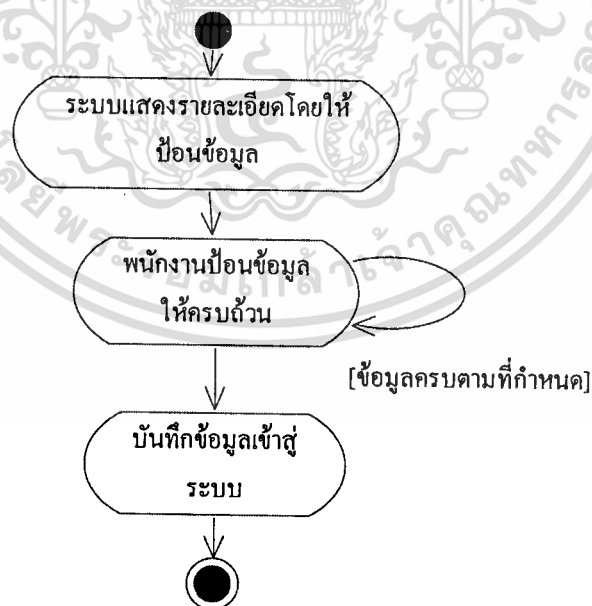 ระบบแสดงรายละเอียดโดยให้
ป้อนข้อมูล
พนักงานป้อนข้อมูล
ให้ครบถ้วน
[ข้อมูลครบตามที่กำหนด]
บันทึกข้อมูลเข้าสู่
ระบบ